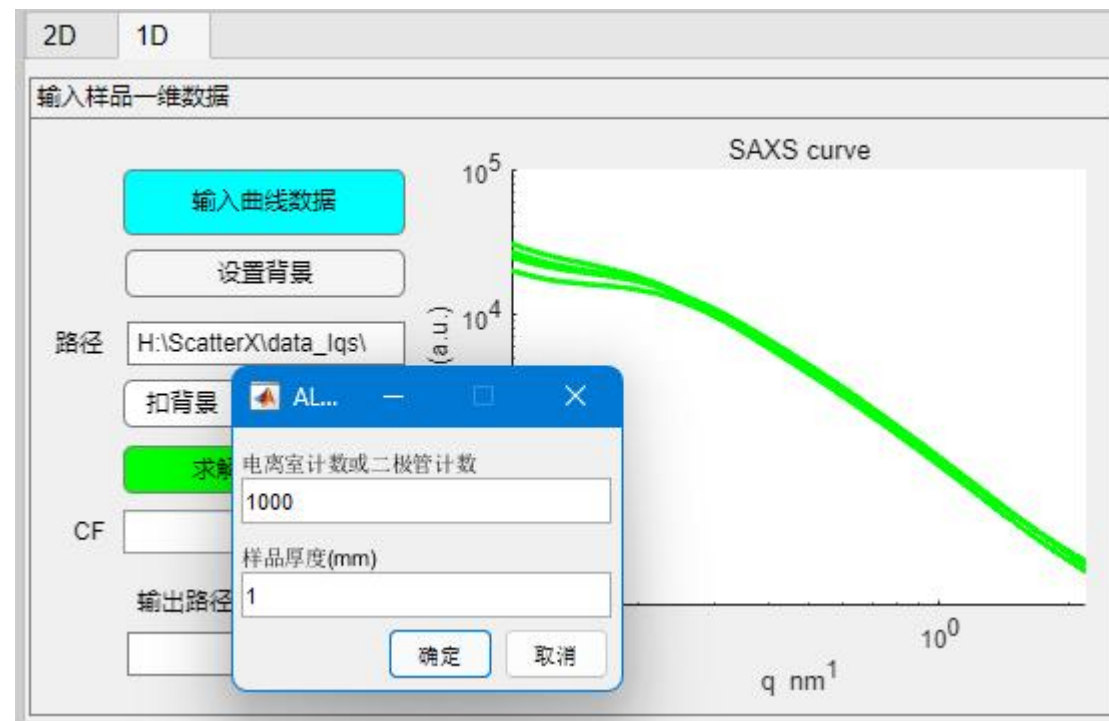 2D 1D
输入样品一维数据
输入曲线数据
设置背景
路径 H:\ScatterX\data_lqs\
扣背景
CF
输出路径
AL...
电离室计数或二极管计数
1000
样品厚度(mm)
1
确定 取消
SAXS curve
10^5
10^4
(a.u.)
10^0
q nm^1